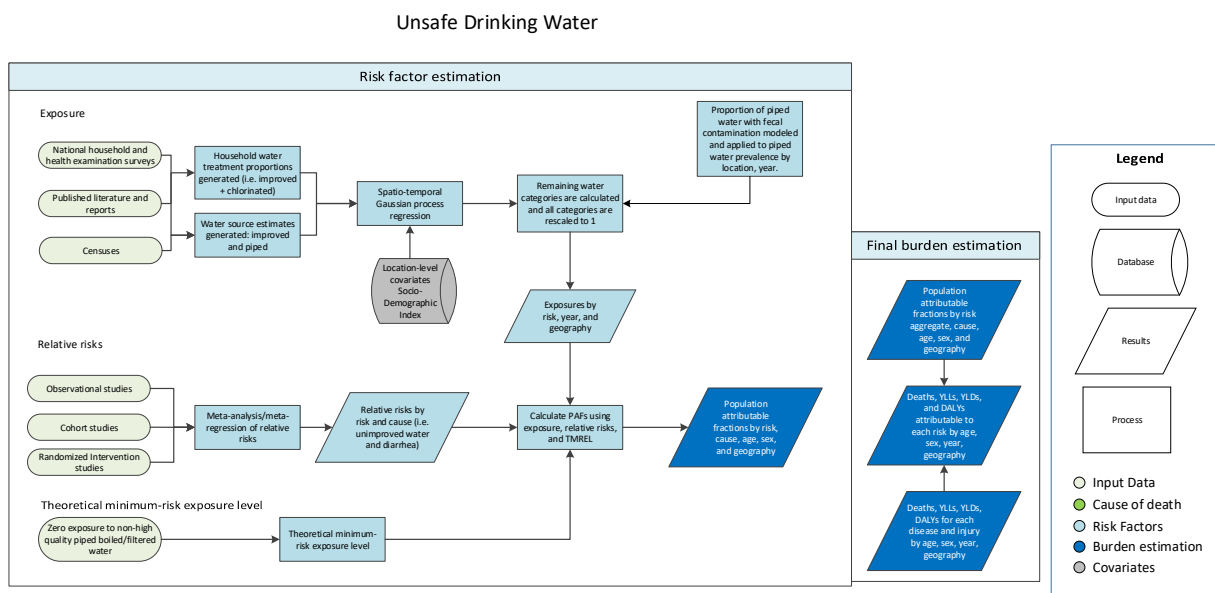 Unsafe Drinking Water
Risk factor estimation
Exposure
National household and
health examination surveys
Published literature and
reports
Censuses
Household water
treatment proportions
generated (i.e. improved
+ chlorinated)
Water source estimates
generated: improved
and piped
Spatio-temporal
Gaussian process
regression
Location-level
covariates
Socio-
Demographic
Index
Remaining water
categories are calculated
and all categories are
rescaled to 1
Proportion of piped
water with fecal
contamination modeled
and applied to piped
water prevalence by
location, year.
Exposures by
risk, year, and
geography
Relative risks
Observational studies
Cohort studies
Randomized Intervention
studies
Meta-analysis/meta-
regression of relative
risks
Relative risks by
risk and cause (i.e.
unimproved water
and diarrhea)
Calculate PAFs using
exposure, relative risks,
and TMREL
Population
attributable
fractions by risk,
cause, age, sex,
and geography
Theoretical minimum-risk exposure level
Zero exposure to non-high
quality piped boiled/filtered
water
Theoretical minimum-
risk exposure level
Final burden estimation
Population
attributable
fractions by risk
aggregate, cause,
age, sex, and
geography
Deaths, YLLs, YLDs,
and DALYs
attributable to
each risk by age,
sex, year,
geography
Deaths, YLLs, YLDs,
DALYs for each
disease and injury
by age, sex, year,
geography
Legend
Input data
Database
Results
Process
Input Data
Cause of death
Risk Factors
Burden estimation
Covariates